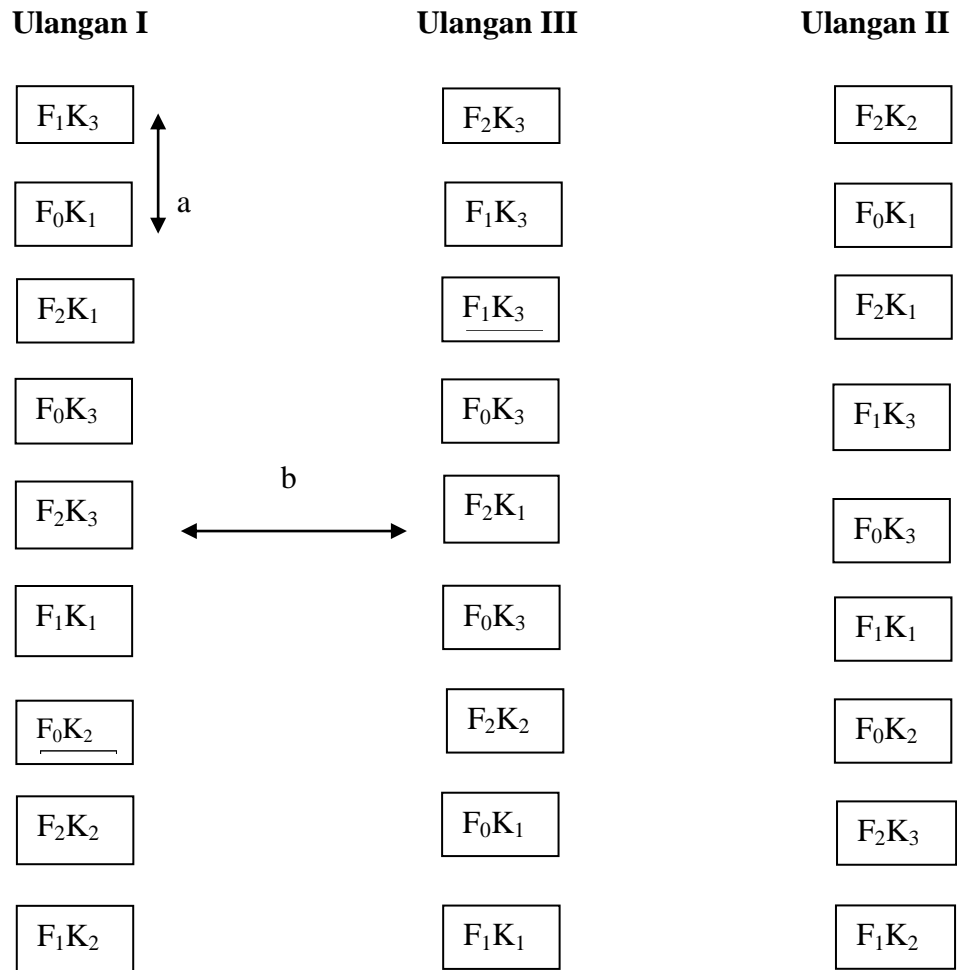 Ulangan I Ulangan III Ulangan II
F₁K₃ F₂K₃ F₂K₂
a
F₀K₁ F₁K₃ F₀K₁
F₂K₁ F₁K₃ F₂K₁
F₀K₃ F₀K₃ F₁K₃
b
F₂K₃ F₂K₁ F₀K₃
F₁K₁ F₀K₃ F₁K₁
F₀K₂ F₂K₂ F₀K₂
F₂K₂ F₀K₁ F₂K₃
F₁K₂ F₁K₁ F₁K₂